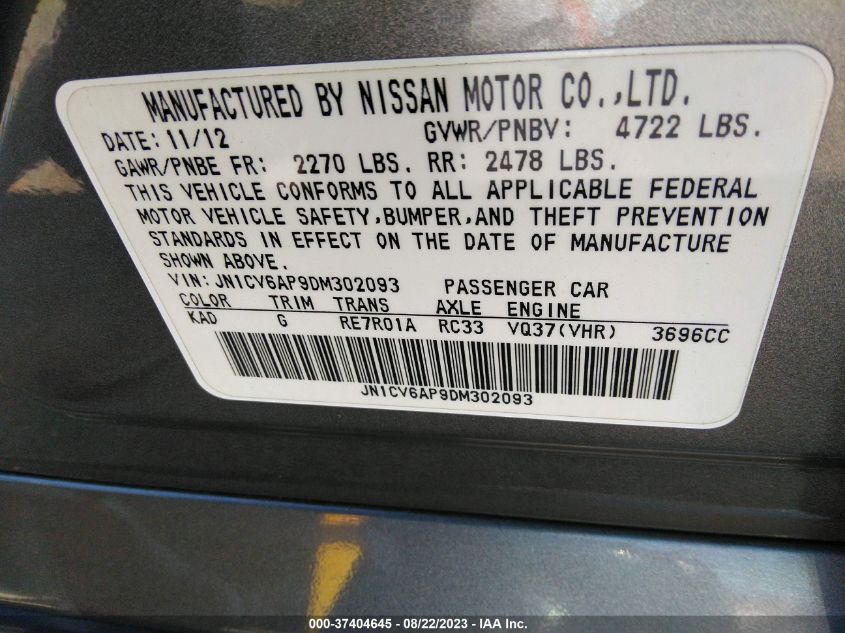 MANUFACTURED BY NISSAN MOTOR CO.,LTD.
DATE: 11/12 GVWR/PNBV: 4722 LBS.
GAWR/PNBE FR: 2270 LBS. RR: 2478 LBS.
THIS VEHICLE CONFORMS TO ALL APPLICABLE FEDERAL
MOTOR VEHICLE SAFETY,BUMPER,AND THEFT PREVENTION
STANDARDS IN EFFECT ON THE DATE OF MANUFACTURE
SHOWN ABOVE.
VIN: JN1CV6AP9DM302093 PASSENGER CAR
COLOR TRIM TRANS AXLE ENGINE
KAD G RE7R01A RC33 VQ37(VHR) 3696CC
JN1CV6AP9DM302093
000-37404645 - 08/22/2023 - IAA Inc.